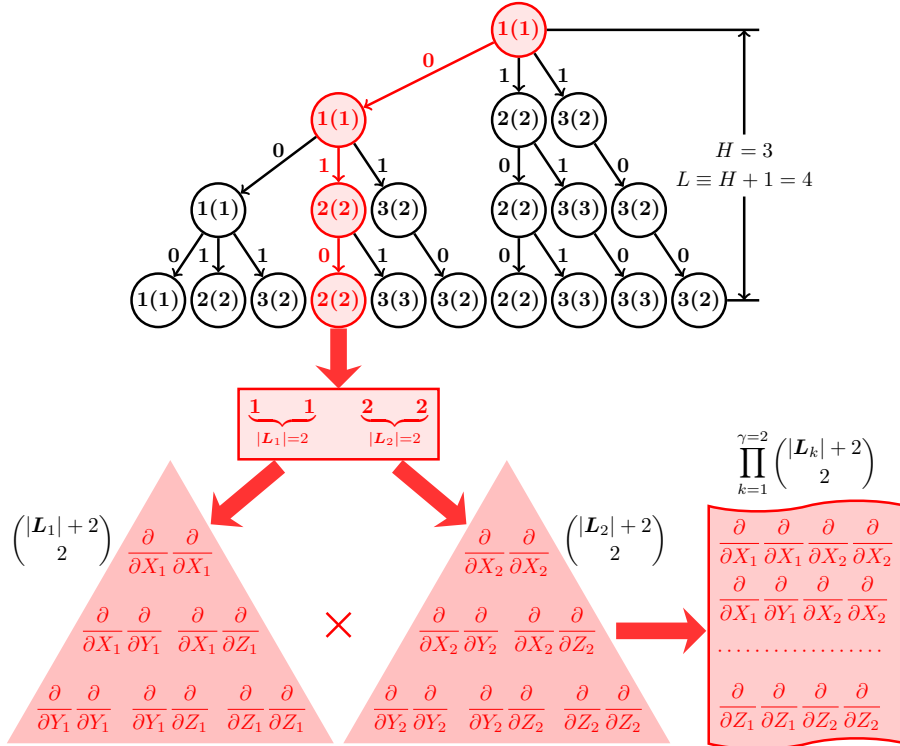 1(1)
0 1 1
1(1) 2(2) 3(2)
H = 3
L ≡ H + 1 = 4
0 1 1 0 1 0
1(1) 2(2) 3(2) 2(2) 3(3) 3(2)
0 1 1 0 1 0 0 1 0 0
1(1) 2(2) 3(2) 2(2) 3(3) 3(2) 2(2) 3(3) 3(3) 3(2)
1 1 2 2
|L₁|=2 |L₂|=2
(|L₁| + 2
2)
∂/∂X₁ ∂/∂X₁
∂/∂X₁ ∂/∂Y₁ ∂/∂X₁ ∂/∂Z₁
∂/∂Y₁ ∂/∂Y₁ ∂/∂Y₁ ∂/∂Z₁ ∂/∂Z₁ ∂/∂Z₁
×
(|L₂| + 2
2)
∂/∂X₂ ∂/∂X₂
∂/∂X₂ ∂/∂Y₂ ∂/∂X₂ ∂/∂Z₂
∂/∂Y₂ ∂/∂Y₂ ∂/∂Y₂ ∂/∂Z₂ ∂/∂Z₂ ∂/∂Z₂
γ=2
∏ (|Lₖ| + 2
2)
k=1
∂/∂X₁ ∂/∂X₁ ∂/∂X₂ ∂/∂X₂
∂/∂X₁ ∂/∂Y₁ ∂/∂X₂ ∂/∂X₂
...................
∂/∂Z₁ ∂/∂Z₁ ∂/∂Z₂ ∂/∂Z₂